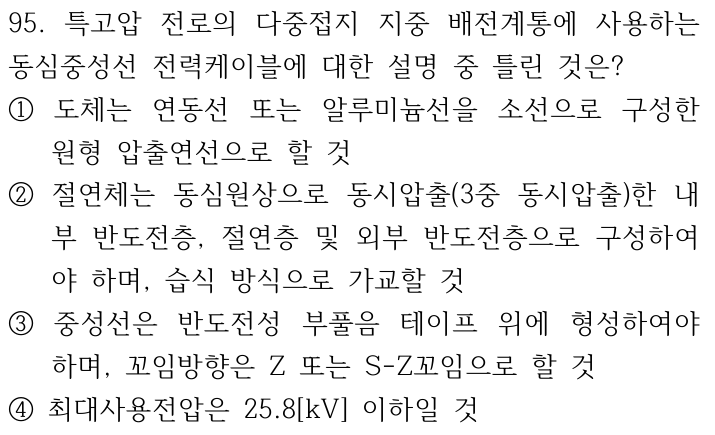 95. 특고압 전로의 다중접지 지중 배전계통에 사용하는
동심중성선 전력케이블에 대한 설명 중 틀린 것은?
① 도체는 연동선 또는 알루미늄선을 소선으로 구성한
원형 압출연선으로 할 것
② 절연체는 동심원상으로 동시압출(3중 동시압출)한 내
부 반도전층, 절연층 및 외부 반도전층으로 구성하여
야 하며, 습식 방식으로 가교할 것
③ 중성선은 반도전성 부풀음 테이프 위에 형성하여야
하며, 꼬임방향은 Z 또는 S-Z꼬임으로 할 것
④ 최대사용전압은 25.8[kV] 이하일 것